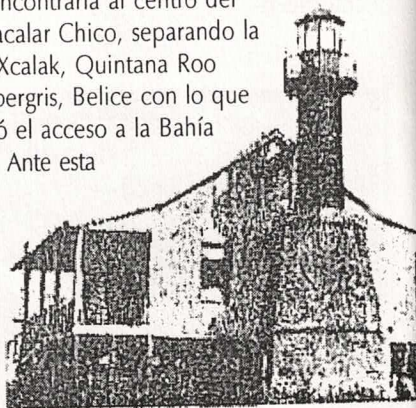 ncontraría al centro del
acalar Chico, separando la
Xcalak, Quintana Roo
bergris, Belice con lo que
ó el acceso a la Bahía
Ante esta